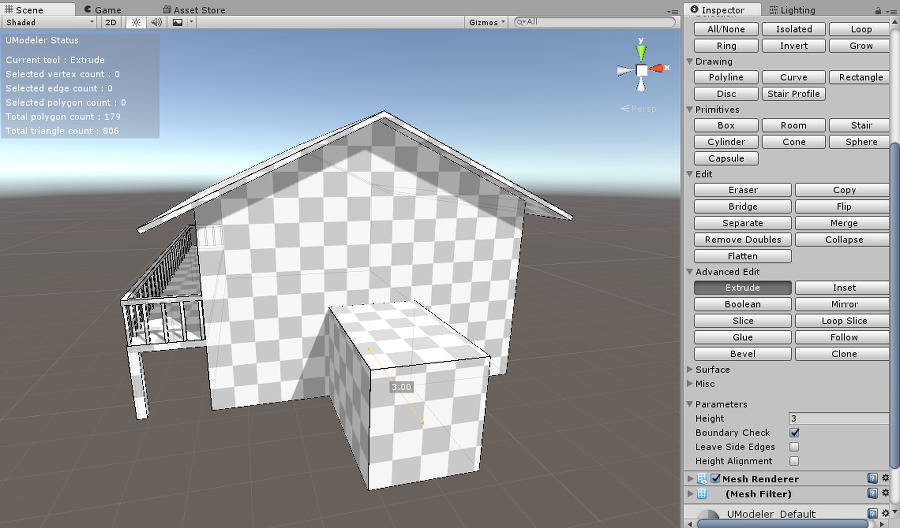 Scene Game Asset Store
Shaded 2D Gizmos All
UModeler Status
Current tool : Extrude
Selected vertex count : 0
Selected edge count : 0
Selected polygon count : 0
Total polygon count : 179
Total triangle count : 806
y
x
Persp
3.00
Inspector Lighting
All/None Isolated Loop
Ring Invert Grow
Drawing
Polyline Curve Rectangle
Disc Stair Profile
Primitives
Box Room Stair
Cylinder Cone Sphere
Capsule
Edit
Eraser Copy
Bridge Flip
Separate Merge
Remove Doubles Collapse
Flatten
Advanced Edit
Extrude Inset
Boolean Mirror
Slice Loop Slice
Glue Follow
Bevel Clone
Surface
Misc
Parameters
Height 3
Boundary Check
Leave Side Edges
Height Alignment
Mesh Renderer
(Mesh Filter)
UModeler_Default